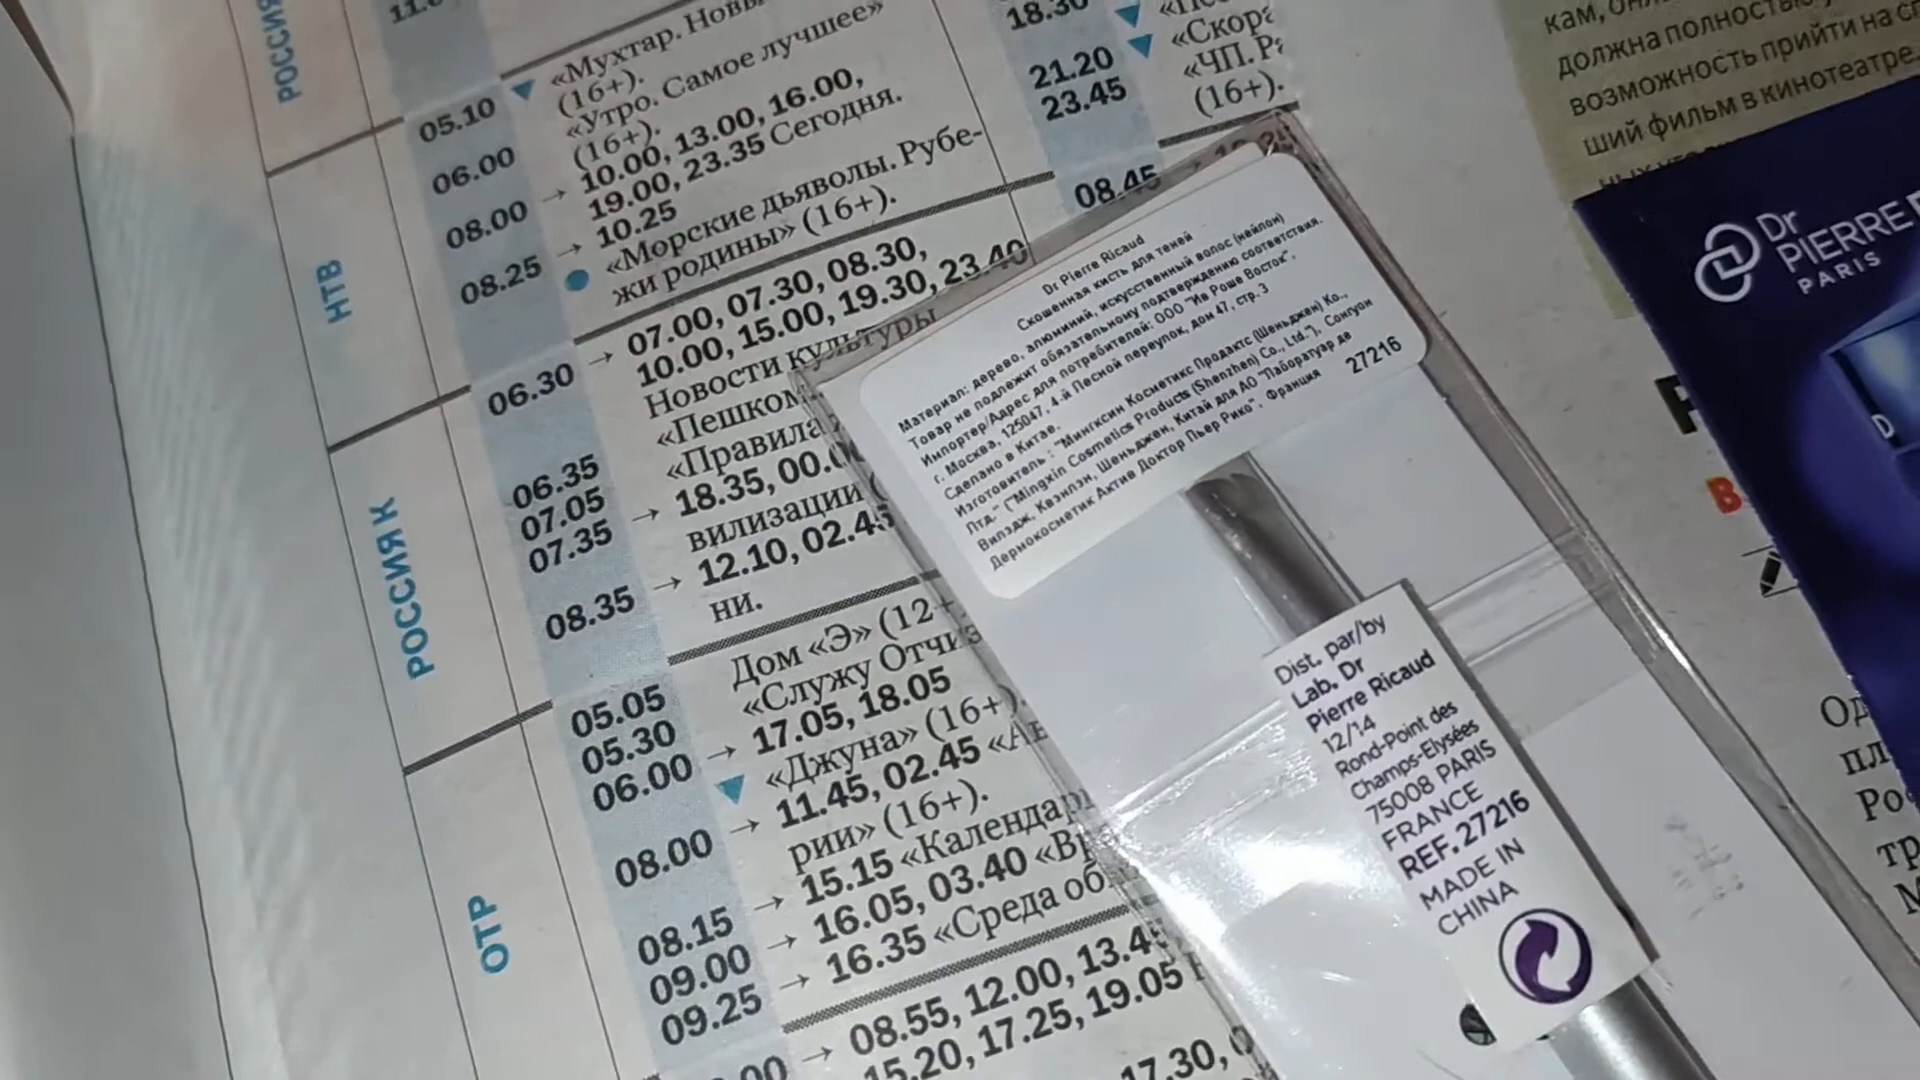 РОССИЯ
05.10
«Мухтар. Новы
(16+).
06.00
«Утро. Самое лучшее»
(16+).
08.00 → 10.00, 13.00, 16.00,
19.00, 23.35 Сегодня.
08.25 → 10.25
«Морские дьяволы. Рубе-
жи родины» (16+).
НТВ
06.30 → 07.00, 07.30, 08.30,
10.00, 15.00, 19.30, 23.40
Новости культуры
06.35 «Пешком
07.05 «Правила
07.35 → 18.35, 00.
вилизации
08.35 → 12.10, 02.45
ни.
РОССИЯ К
05.05 Дом «Э» (12+
05.30 «Служу Отчиз
06.00 → 17.05, 18.05
«Джуна» (16+).
08.00 → 11.45, 02.45
рии» (16+).
08.15 → 15.15 «Календар
09.00 → 16.05, 03.40 «Вр
09.25 → 16.35 «Среда об
ОТР
→ 08.55, 12.00, 13.45
15.20, 17.25, 19.05
17.30,
18.30
21.20 «Скор
23.45 «ЧП. Ра
(16+).
08.45
Dr Pierre Ricaud
Скошенная кисть для теней
Материал: дерево, алюминий, искусственный волос (нейлон)
Товар не подлежит обязательному подтверждению соответствия.
Импортер/Адрес для потребителей: ООО "Ив Роше Восток",
г. Москва, 125047, 4-й Лесной переулок, дом 47, стр. 3
Сделано в Китае.
Изготовитель : "Мингксин Косметикс Продактс (Шеньджен) Ко.,
Лтд." ("Mingxin Cosmetics Products (Shenzhen) Co., Ltd."). Сонгуон
Вилэдж, Квэнлэн, Шеньджен, Китай для АО "Лаборатуар де
Дермокосметик Актив Доктор Пьер Рико", Франция
27216
Dist. par/by
Lab. Dr
Pierre Ricaud
12/14
Rond-Point des
Champs-Elysées
75008 PARIS
FRANCE
REF. 27216
MADE IN
CHINA
должна полностью
возможность прийти на
ший фильм в кинотеатре.
Dr
PIERRE
PARIS